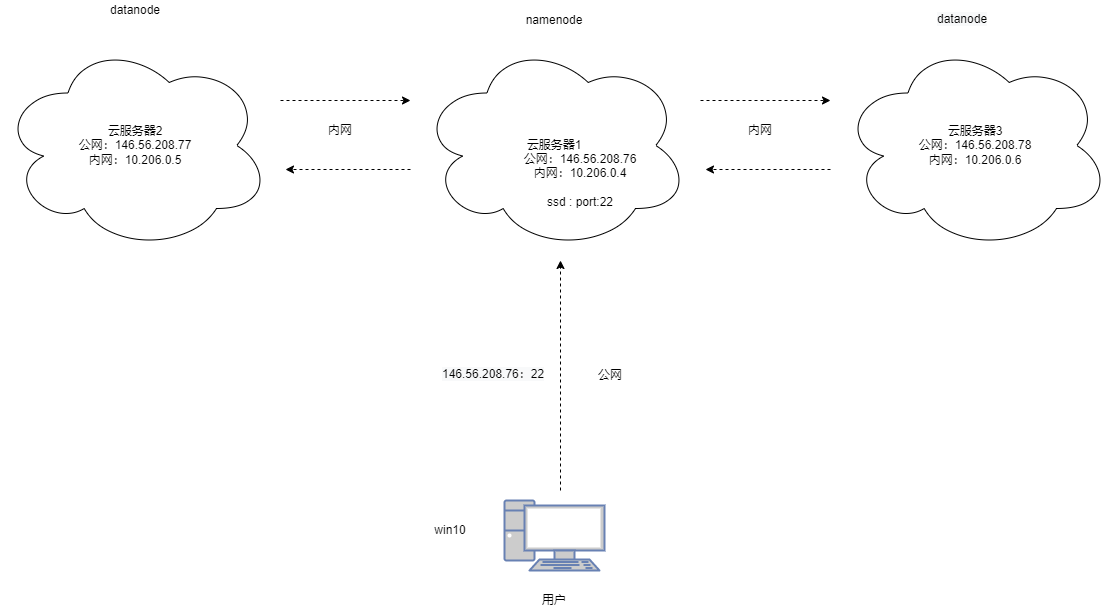 datanode
namenode
datanode
云服务器2
公网：146.56.208.77
内网：10.206.0.5
内网
云服务器1
公网：146.56.208.76
内网：10.206.0.4
ssd : port:22
内网
云服务器3
公网：146.56.208.78
内网：10.206.0.6
146.56.208.76：22
公网
win10
用户